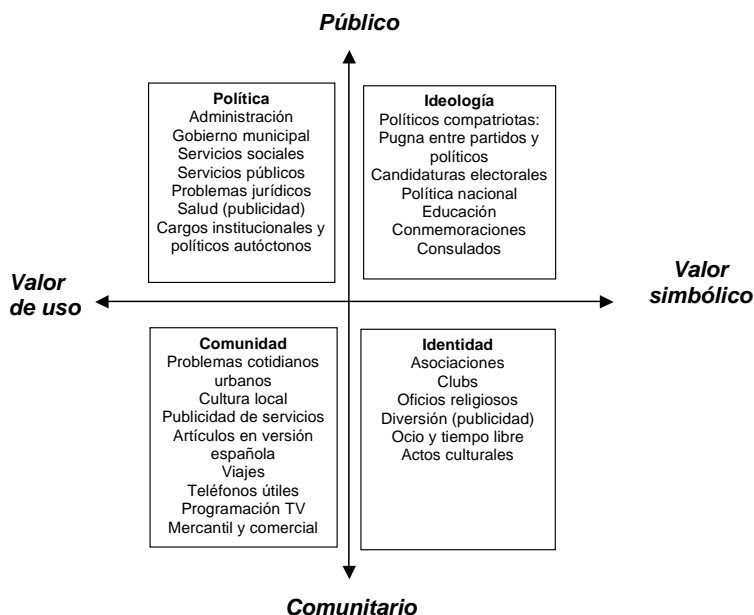 Público
Política
Administración
Gobierno municipal
Servicios sociales
Servicios públicos
Problemas jurídicos
Salud (publicidad)
Cargos institucionales y
políticos autóctonos
Ideología
Políticos compatriotas:
Pugna entre partidos y
políticos
Candidaturas electorales
Política nacional
Educación
Conmemoraciones
Consulados
Valor
de uso
Valor
simbólico
Comunidad
Problemas cotidianos
urbanos
Cultura local
Publicidad de servicios
Artículos en versión
española
Viajes
Teléfonos útiles
Programación TV
Mercantil y comercial
Identidad
Asociaciones
Clubs
Oficios religiosos
Diversión (publicidad)
Ocio y tiempo libre
Actos culturales
Comunitario